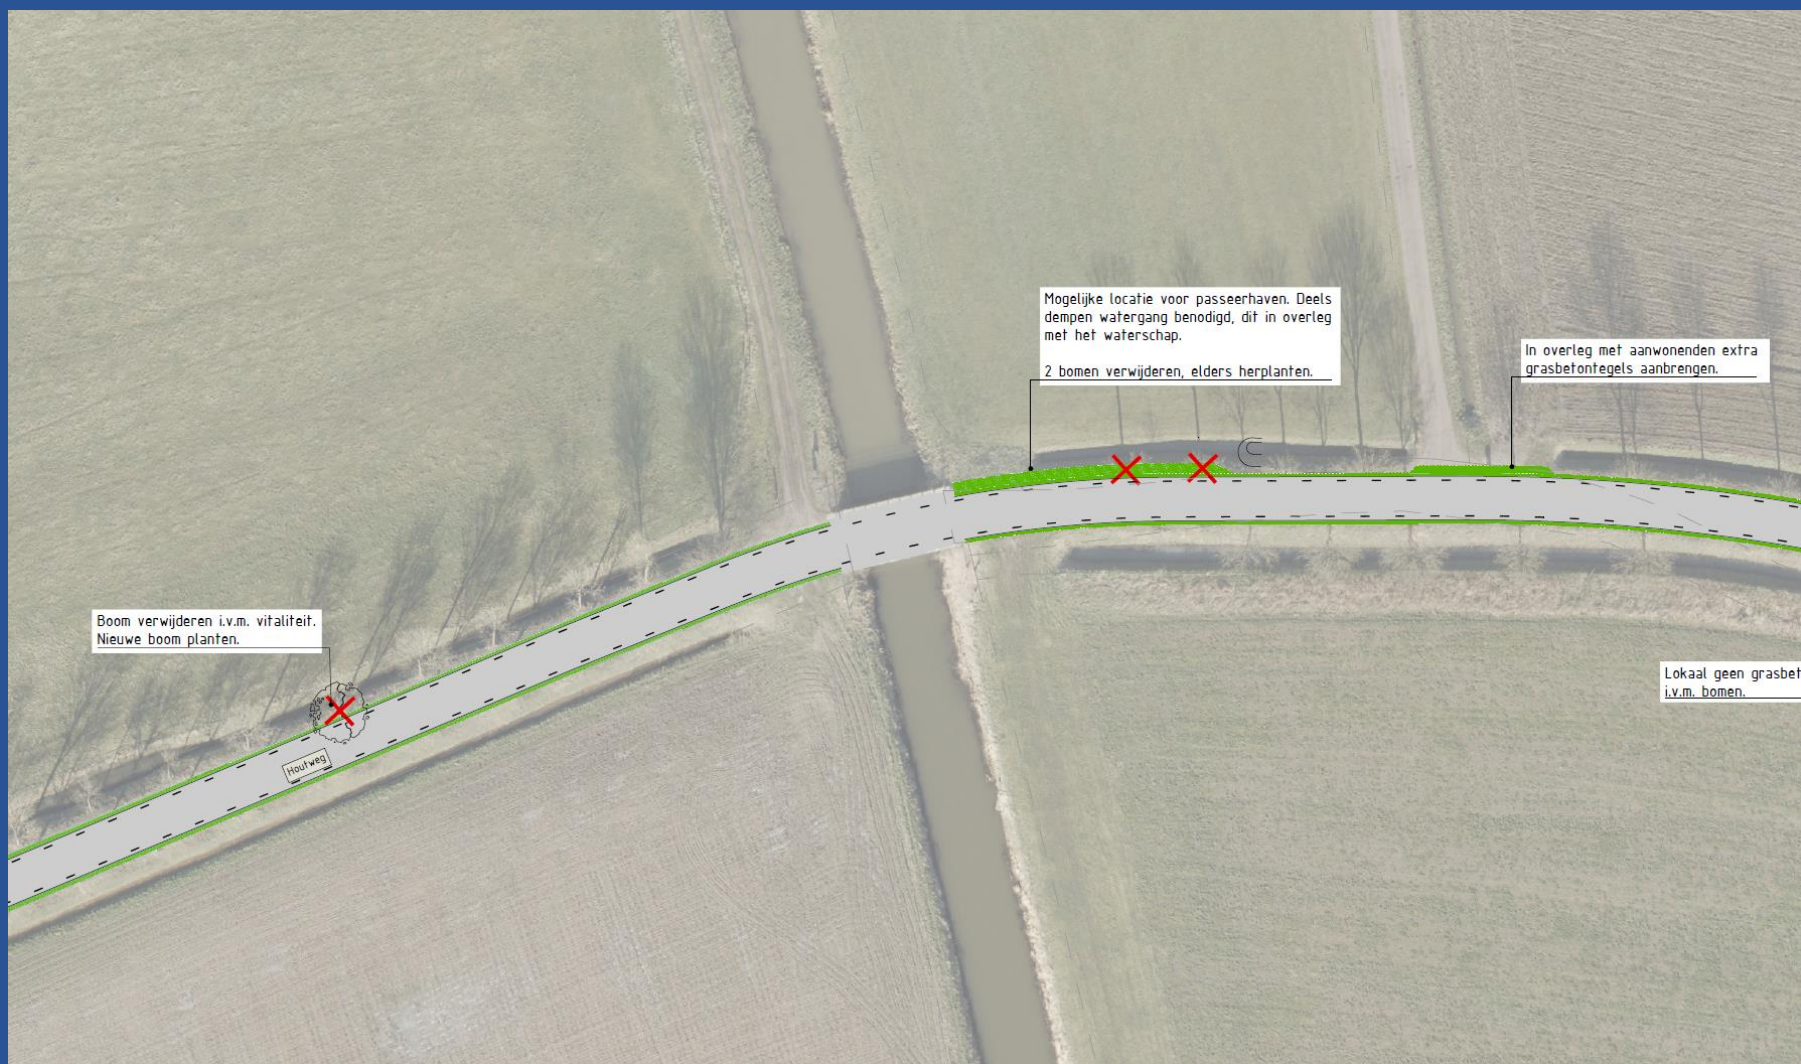 Mogelijke locatie voor passeerhaven. Deels
dempen watergang benodigd, dit in overleg
met het waterschap.
2 bomen verwijderen, elders herplanten.
In overleg met aanwonenden extra
grasbetontegels aanbrengen.
Boom verwijderen i.v.m. vitaliteit.
Nieuwe boom planten.
Lokaal geen grasbet
i.v.m. bomen.
Houtweg